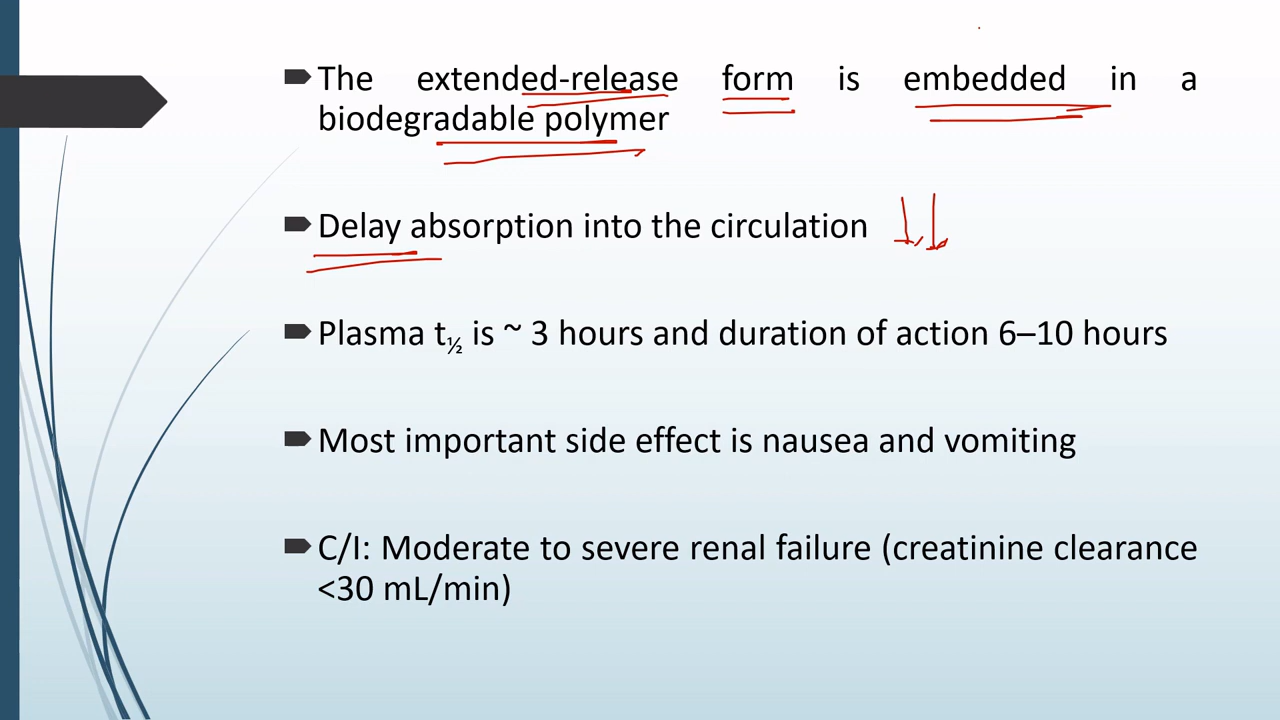 The extended-release form is embedded in a
biodegradable polymer
Delay absorption into the circulation
Plasma t½ is ~ 3 hours and duration of action 6–10 hours
Most important side effect is nausea and vomiting
C/I: Moderate to severe renal failure (creatinine clearance
<30 mL/min)